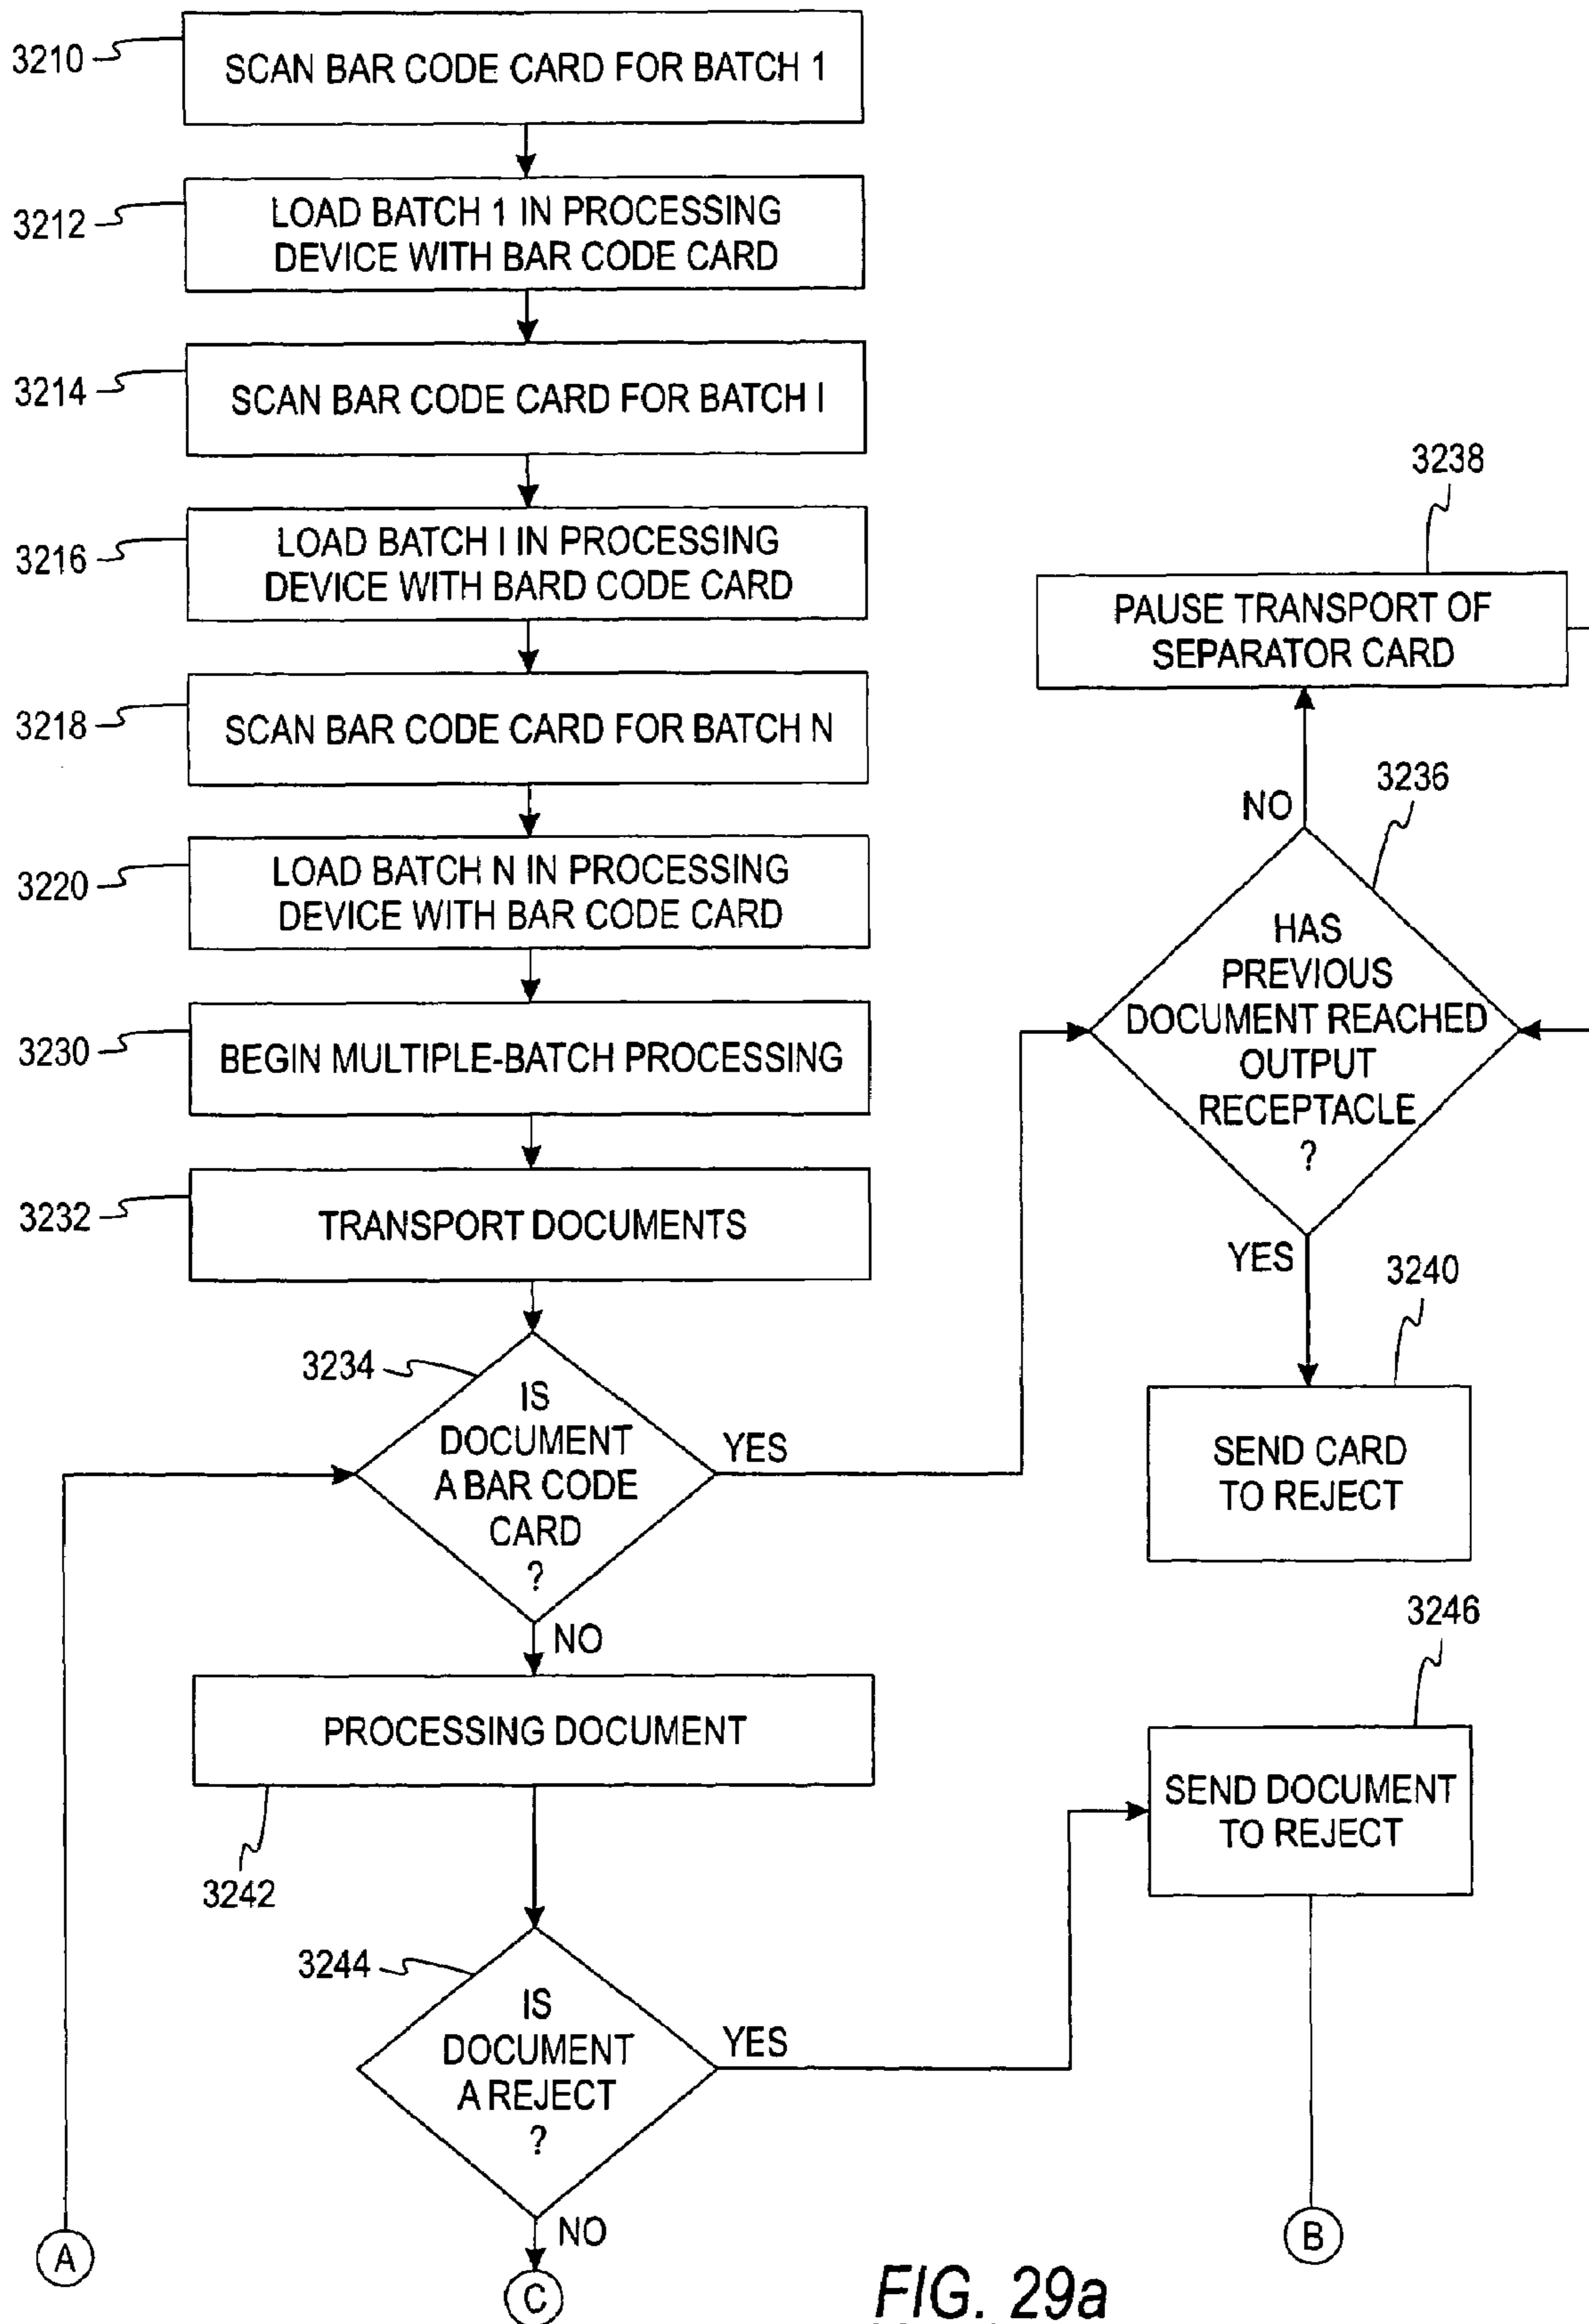 3210
SCAN BAR CODE CARD FOR BATCH 1
3212
LOAD BATCH 1 IN PROCESSING
DEVICE WITH BAR CODE CARD
3214
SCAN BAR CODE CARD FOR BATCH I
3216
LOAD BATCH I IN PROCESSING
DEVICE WITH BARD CODE CARD
3218
SCAN BAR CODE CARD FOR BATCH N
3220
LOAD BATCH N IN PROCESSING
DEVICE WITH BAR CODE CARD
3230
BEGIN MULTIPLE-BATCH PROCESSING
3232
TRANSPORT DOCUMENTS
3234
IS
DOCUMENT
A BAR CODE
CARD
?
YES
NO
3238
PAUSE TRANSPORT OF
SEPARATOR CARD
NO
3236
HAS
PREVIOUS
DOCUMENT REACHED
OUTPUT
RECEPTACLE
?
YES
3240
SEND CARD
TO REJECT
PROCESSING DOCUMENT
3242
3244
IS
DOCUMENT
A REJECT
?
YES
NO
3246
SEND DOCUMENT
TO REJECT
A
C
B
FIG. 29a